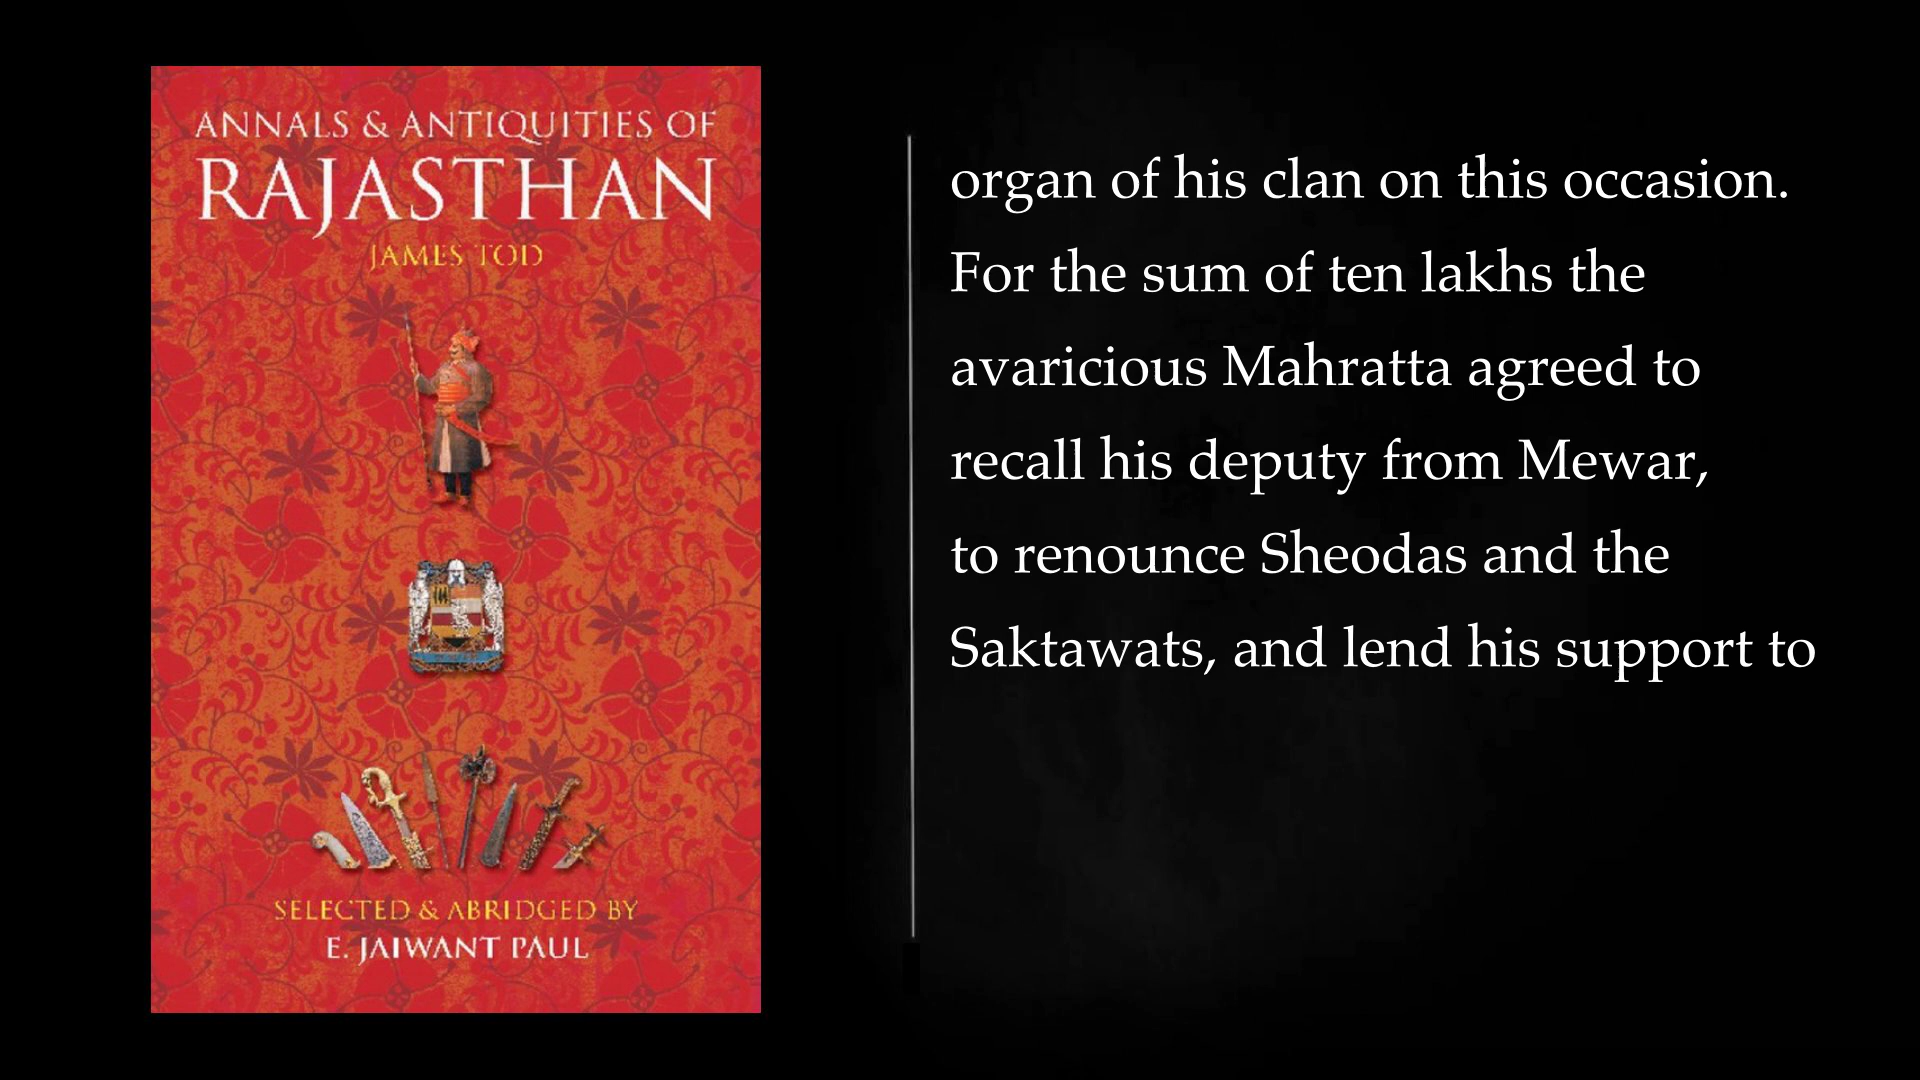 ANNALS & ANTIQUITIES OF
RAJASTHAN
JAMES TOD
SELECTED & ABRIDGED BY
E. JAIWANT PAUL
organ of his clan on this occasion.
For the sum of ten lakhs the
avaricious Mahratta agreed to
recall his deputy from Mewar,
to renounce Sheodas and the
Saktawats, and lend his support to